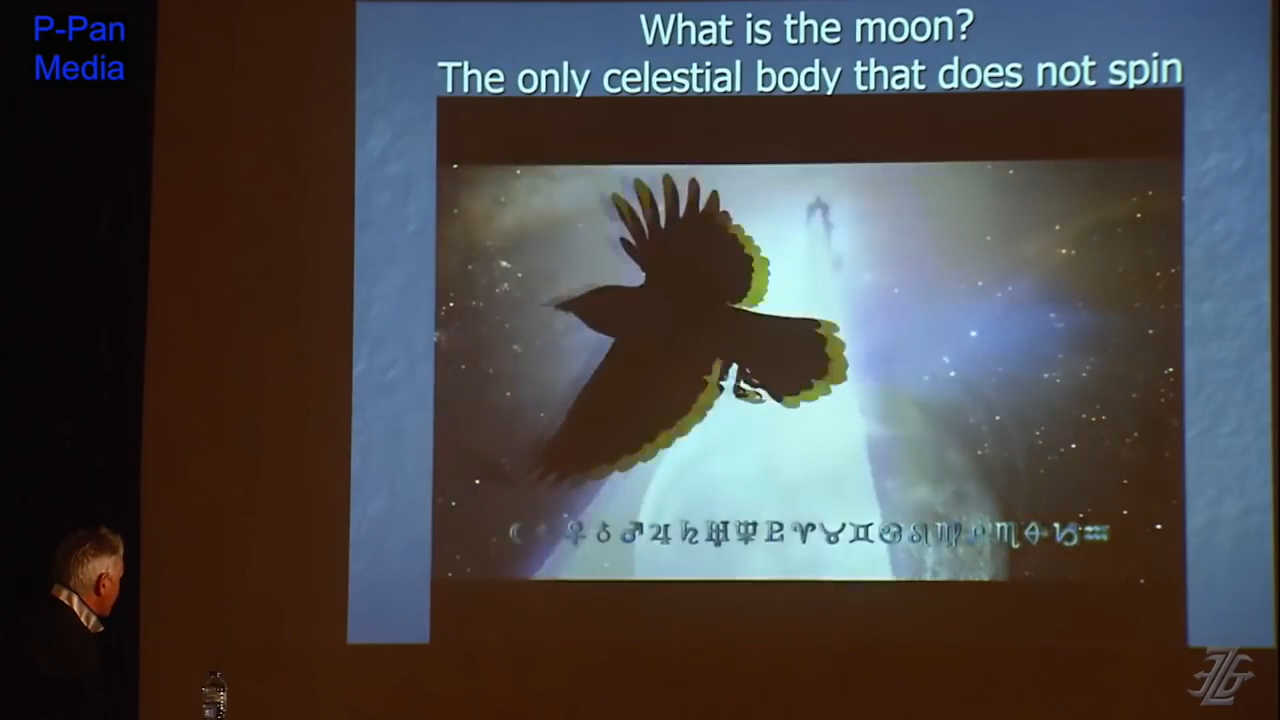 P-Pan
Media
What is the moon?
The only celestial body that does not spin